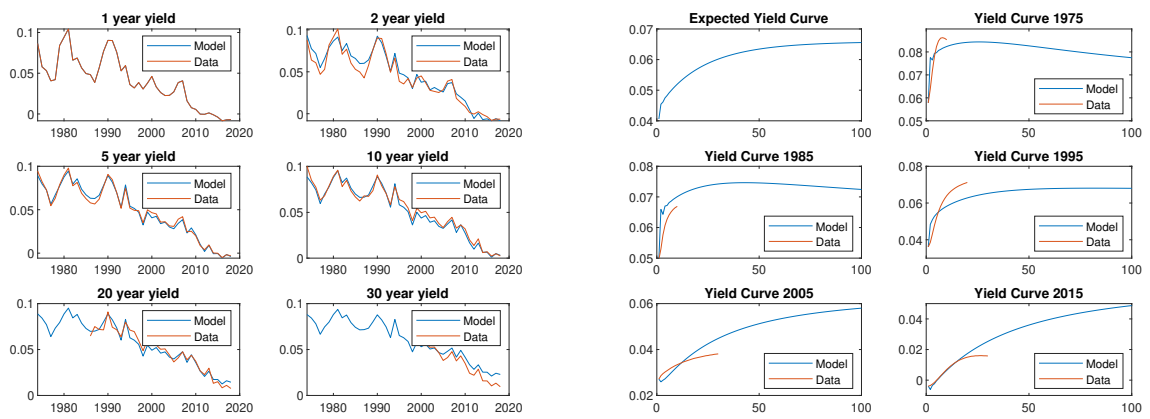 1 year yield
0.1
0.05
0
1980 1990 2000 2010 2020
Model
Data
2 year yield
0.1
0.05
0
1980 1990 2000 2010 2020
Model
Data
Expected Yield Curve
0.07
0.06
0.05
0.04
0 50 100
Yield Curve 1975
0.09
0.08
0.07
0.06
0.05
0 50 100
Model
Data
5 year yield
0.1
0.05
0
1980 1990 2000 2010 2020
Model
Data
10 year yield
0.1
0.05
0
1980 1990 2000 2010 2020
Model
Data
Yield Curve 1985
0.08
0.07
0.06
0.05
0 50 100
Model
Data
Yield Curve 1995
0.08
0.06
0.04
0 50 100
Model
Data
20 year yield
0.1
0.05
0
1980 1990 2000 2010 2020
Model
Data
30 year yield
0.1
0.05
0
1980 1990 2000 2010 2020
Model
Data
Yield Curve 2005
0.06
0.04
0.02
0 50 100
Model
Data
Yield Curve 2015
0.04
0.02
0
0 50 100
Model
Data